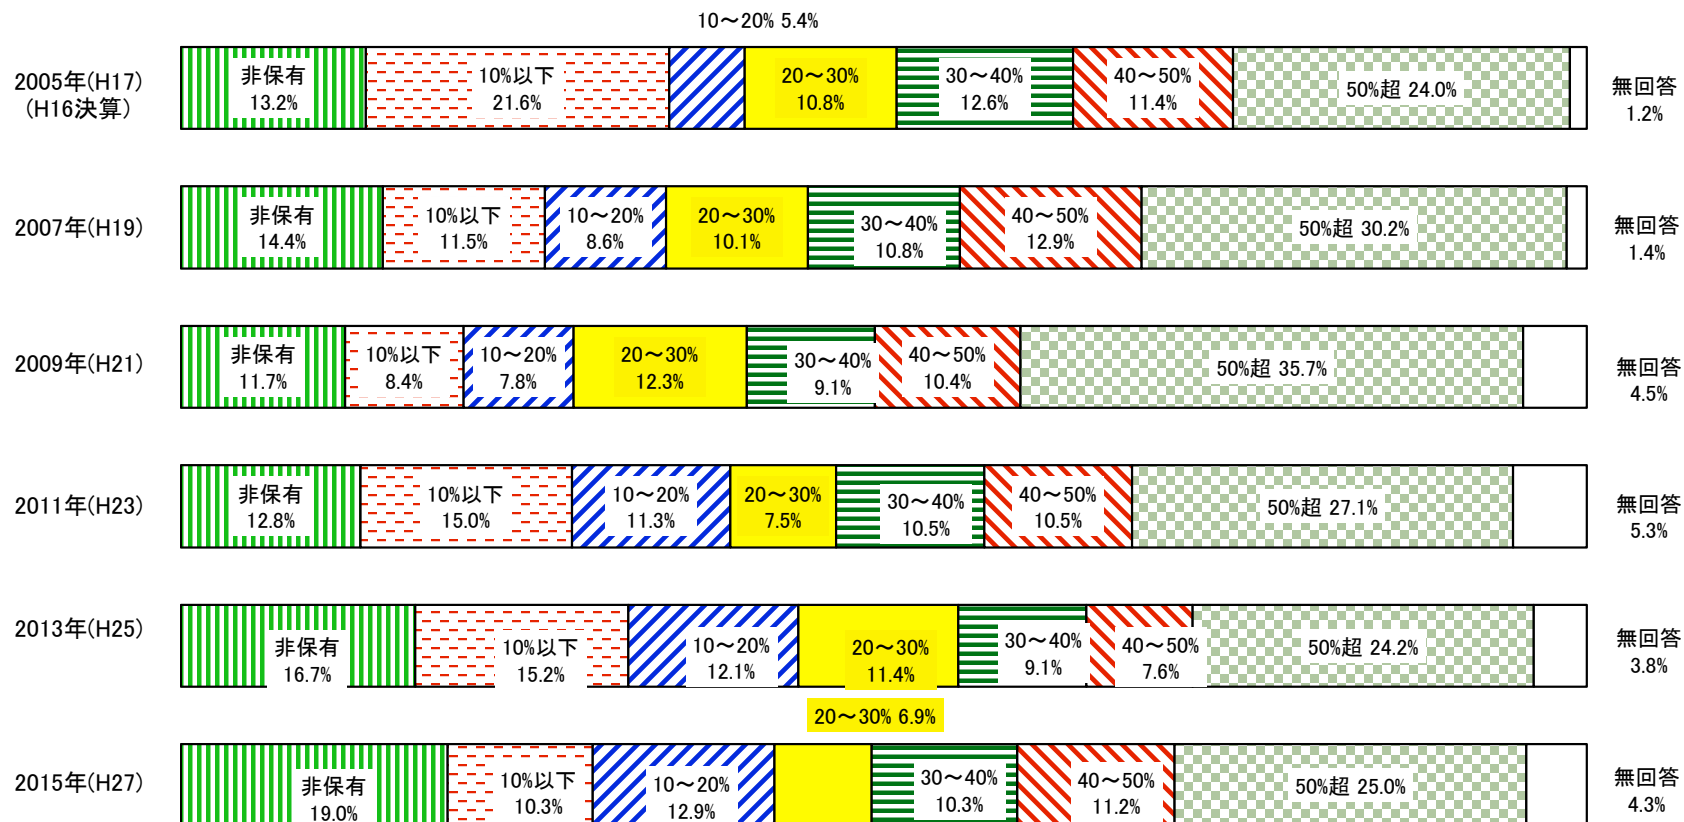 10～20% 5.4%
2005年(H17)
(H16決算)
非保有
13.2%
10%以下
21.6%
20～30%
10.8%
30～40%
12.6%
40～50%
11.4%
50%超 24.0%
無回答
1.2%
2007年(H19)
非保有
14.4%
10%以下
11.5%
10～20%
8.6%
20～30%
10.1%
30～40%
10.8%
40～50%
12.9%
50%超 30.2%
無回答
1.4%
2009年(H21)
非保有
11.7%
10%以下
8.4%
10～20%
7.8%
20～30%
12.3%
30～40%
9.1%
40～50%
10.4%
50%超 35.7%
無回答
4.5%
2011年(H23)
非保有
12.8%
10%以下
15.0%
10～20%
11.3%
20～30%
7.5%
30～40%
10.5%
40～50%
10.5%
50%超 27.1%
無回答
5.3%
2013年(H25)
非保有
16.7%
10%以下
15.2%
10～20%
12.1%
20～30%
11.4%
30～40%
9.1%
40～50%
7.6%
50%超 24.2%
無回答
3.8%
20～30% 6.9%
2015年(H27)
非保有
19.0%
10%以下
10.3%
10～20%
12.9%
30～40%
10.3%
40～50%
11.2%
50%超 25.0%
無回答
4.3%